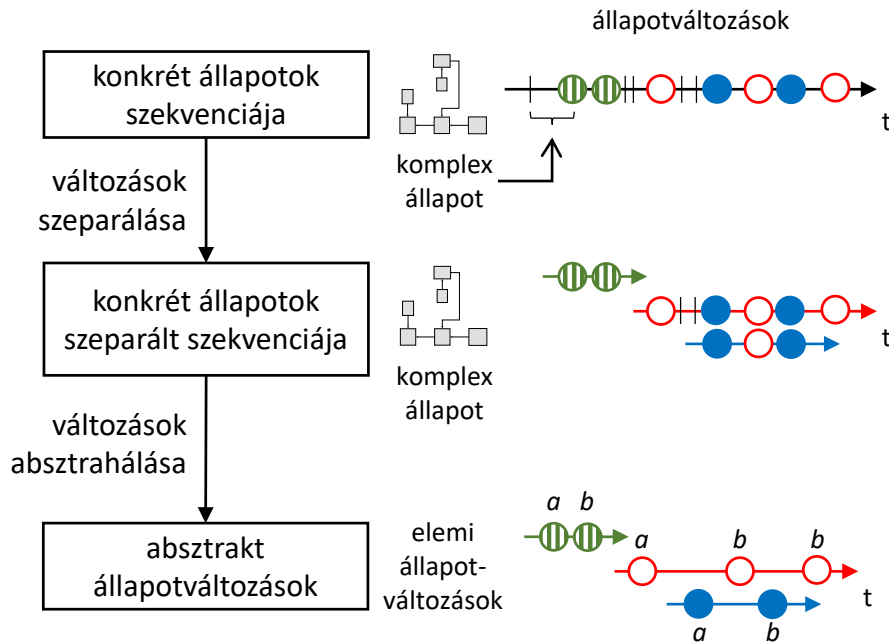 állapotváltozások
konkrét állapotok
szekvenciája
t
komplex
állapot
változások
szeparálása
konkrét állapotok
szeparált szekvenciája
t
komplex
állapot
változások
absztrahálása
a b
a b b
absztrakt
állapotváltozások
elemi
állapot-
változások
t
a b